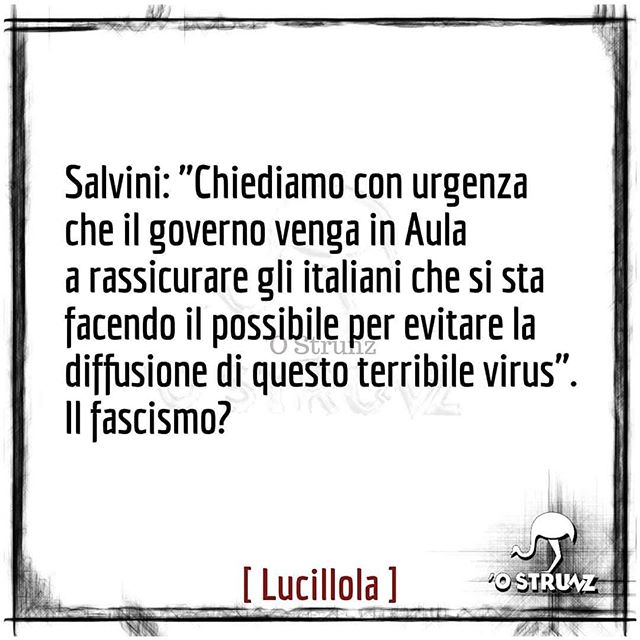 Salvini: "Chiediamo con urgenza
che il governo venga in Aula
a rassicurare gli italiani che si sta
facendo il possibile per evitare la
O Strunz
diffusione di questo terribile virus".
'O STRUNZ
Il fascismo?
'O STRUNZ
[ Lucillola ]